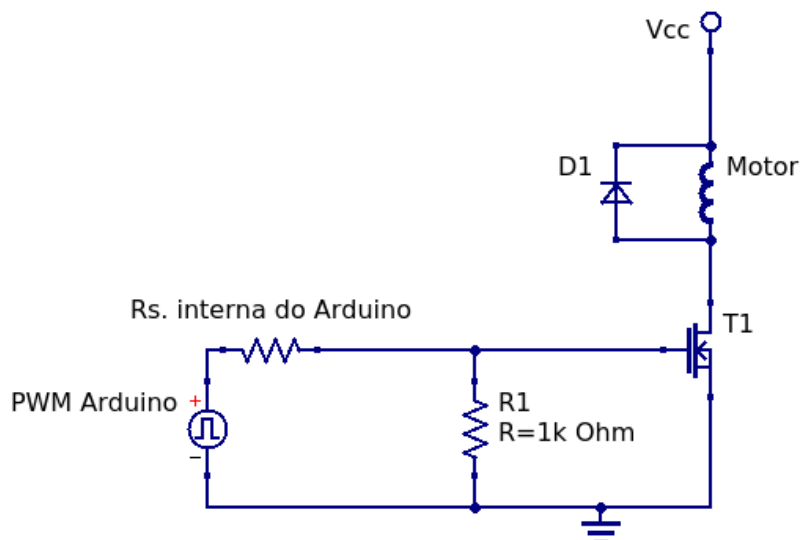 Vcc
D1
Motor
Rs. interna do Arduino
T1
PWM Arduino
+
−
R1
R=1k Ohm